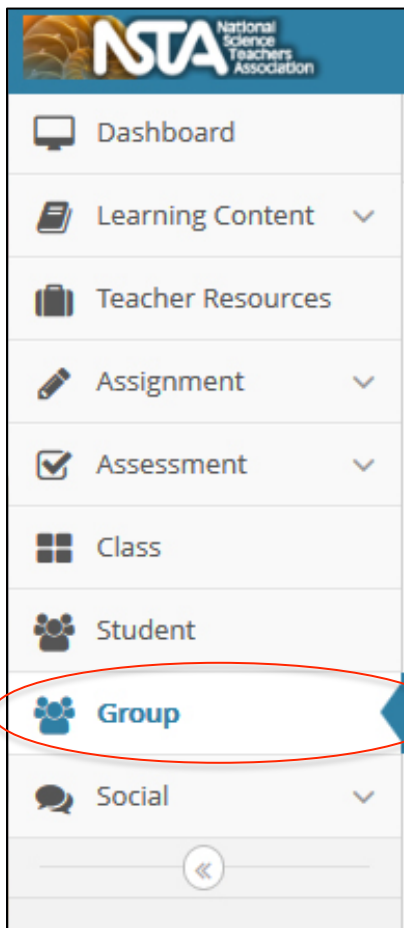 NSTA
National
Science
Teachers
Association
Dashboard
Learning Content
Teacher Resources
Assignment
Assessment
Class
Student
Group
Social